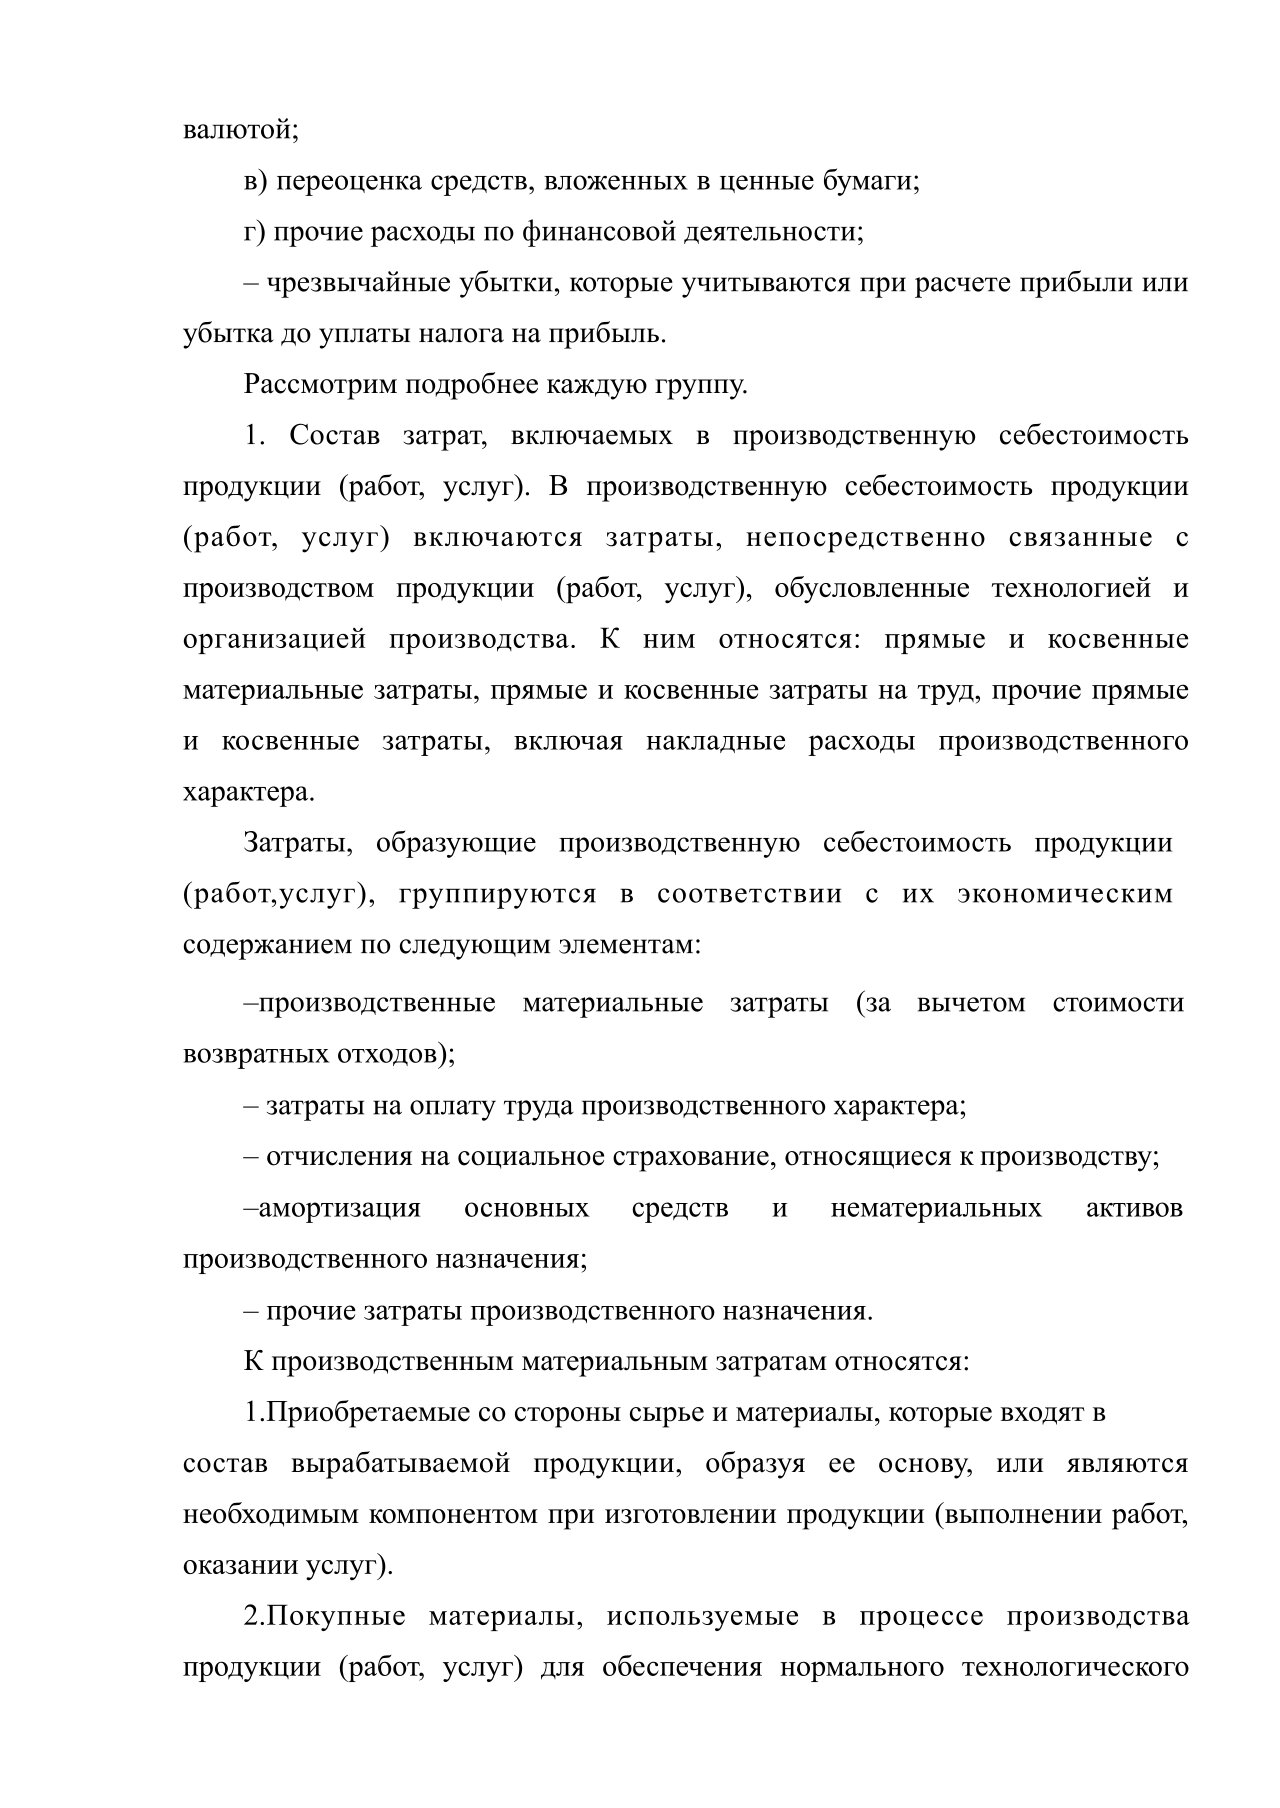 валютой;
в) переоценка средств, вложенных в ценные бумаги;
г) прочие расходы по финансовой деятельности;
– чрезвычайные убытки, которые учитываются при расчете прибыли или
убытка до уплаты налога на прибыль.
Рассмотрим подробнее каждую группу.
1. Состав затрат, включаемых в производственную себестоимость
продукции (работ, услуг). В производственную себестоимость продукции
(работ, услуг) включаются затраты, непосредственно связанные с
производством продукции (работ, услуг), обусловленные технологией и
организацией производства. К ним относятся: прямые и косвенные
материальные затраты, прямые и косвенные затраты на труд, прочие прямые
и косвенные затраты, включая накладные расходы производственного
характера.
Затраты, образующие производственную себестоимость продукции
(работ,услуг), группируются в соответствии с их экономическим
содержанием по следующим элементам:
–производственные материальные затраты (за вычетом стоимости
возвратных отходов);
– затраты на оплату труда производственного характера;
– отчисления на социальное страхование, относящиеся к производству;
–амортизация основных средств и нематериальных активов
производственного назначения;
– прочие затраты производственного назначения.
К производственным материальным затратам относятся:
1.Приобретаемые со стороны сырье и материалы, которые входят в
состав вырабатываемой продукции, образуя ее основу, или являются
необходимым компонентом при изготовлении продукции (выполнении работ,
оказании услуг).
2.Покупные материалы, используемые в процессе производства
продукции (работ, услуг) для обеспечения нормального технологического